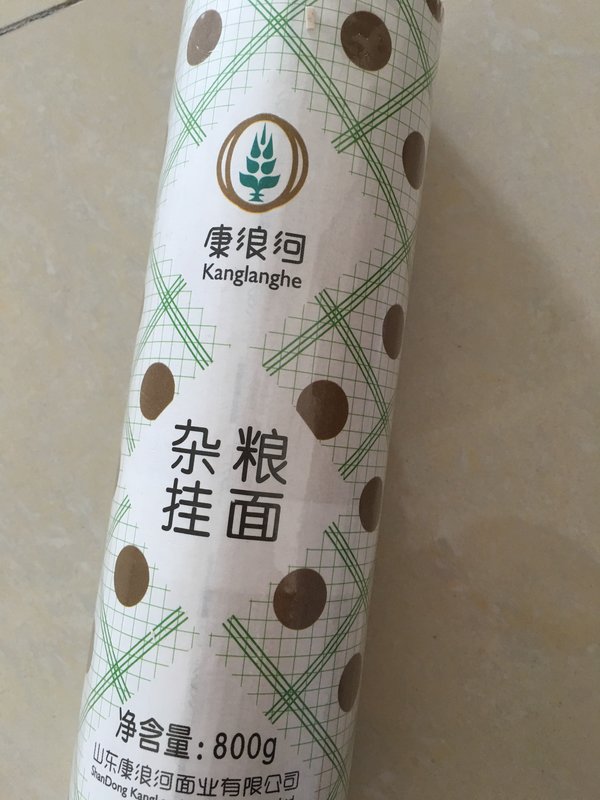 康浪河
Kanglanghe
杂粮
挂面
净含量：800g
山东康浪河面业有限公司
ShanDong